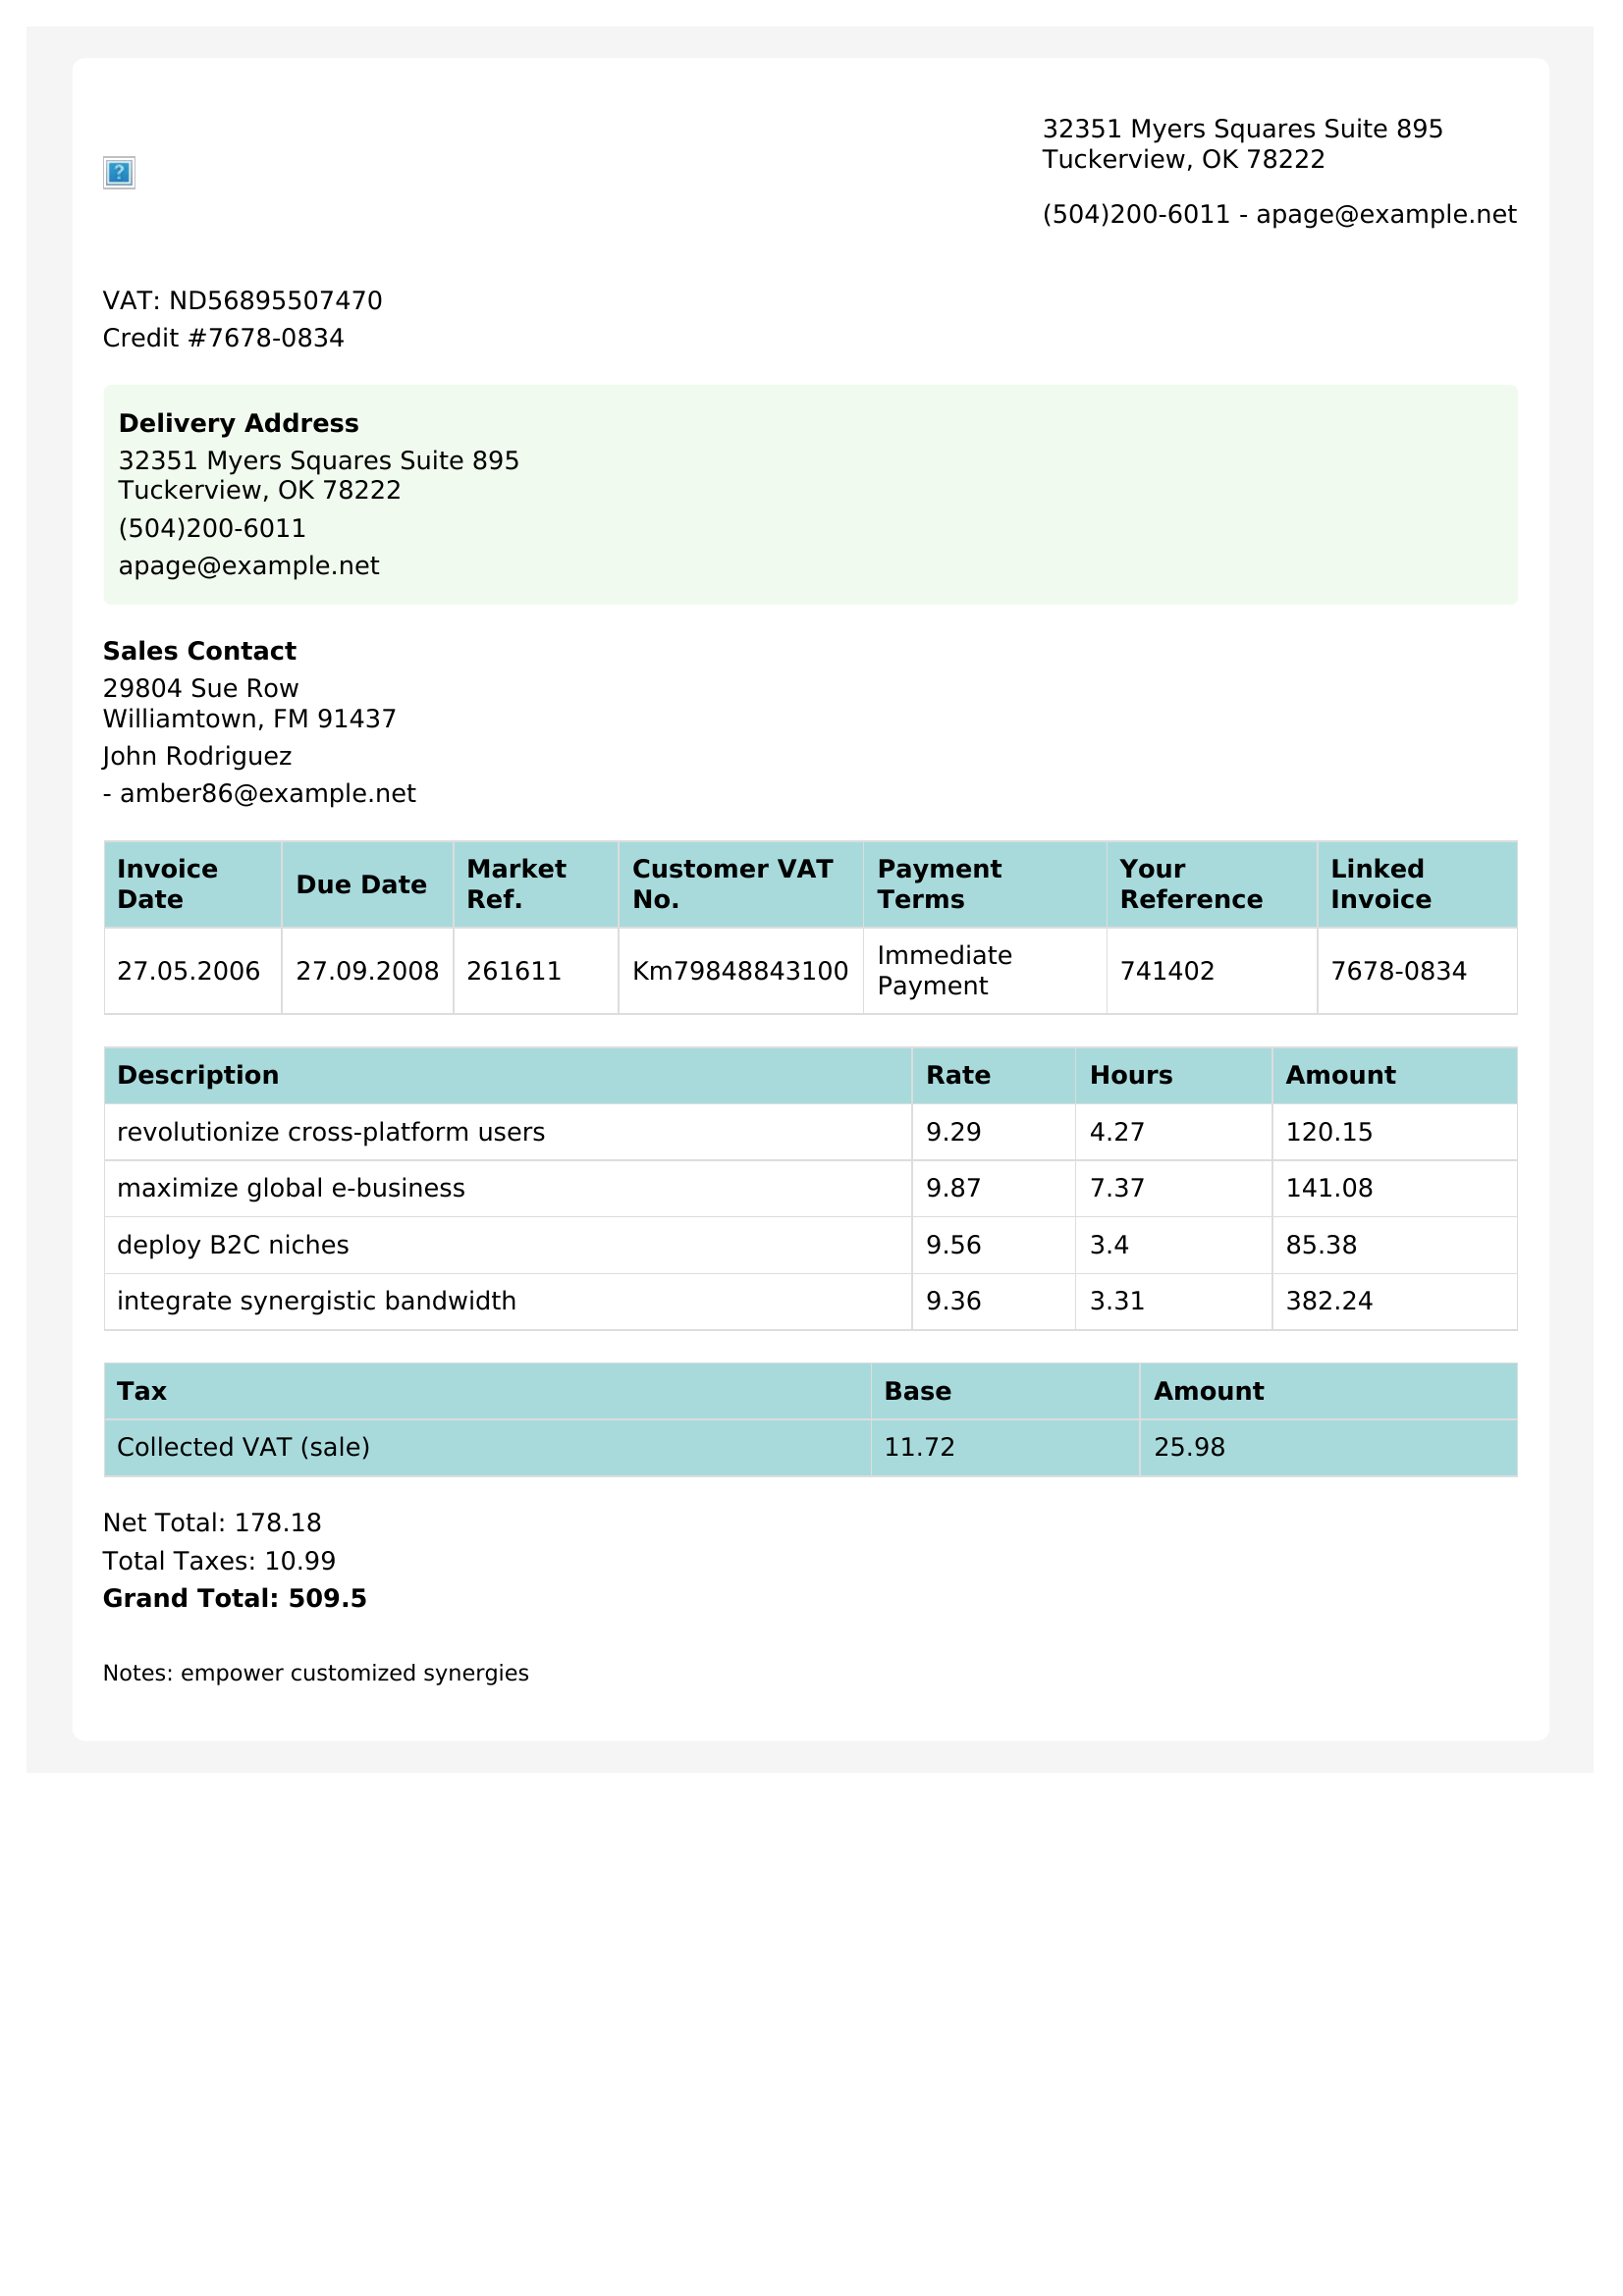 32351 Myers Squares Suite 895
Tuckerview, OK 78222
(504)200-6011 - apage@example.net
VAT: ND56895507470
Credit #7678-0834
Delivery Address
32351 Myers Squares Suite 895
Tuckerview, OK 78222
(504)200-6011
apage@example.net
Sales Contact
29804 Sue Row
Williamtown, FM 91437
John Rodriguez
- amber86@example.net
Invoice Date Due Date Market Ref. Customer VAT No. Payment Terms Your Reference Linked Invoice
27.05.2006 27.09.2008 261611 Km79848843100 Immediate Payment 741402 7678-0834
Description Rate Hours Amount
revolutionize cross-platform users 9.29 4.27 120.15
maximize global e-business 9.87 7.37 141.08
deploy B2C niches 9.56 3.4 85.38
integrate synergistic bandwidth 9.36 3.31 382.24
Tax Base Amount
Collected VAT (sale) 11.72 25.98
Net Total: 178.18
Total Taxes: 10.99
Grand Total: 509.5
Notes: empower customized synergies